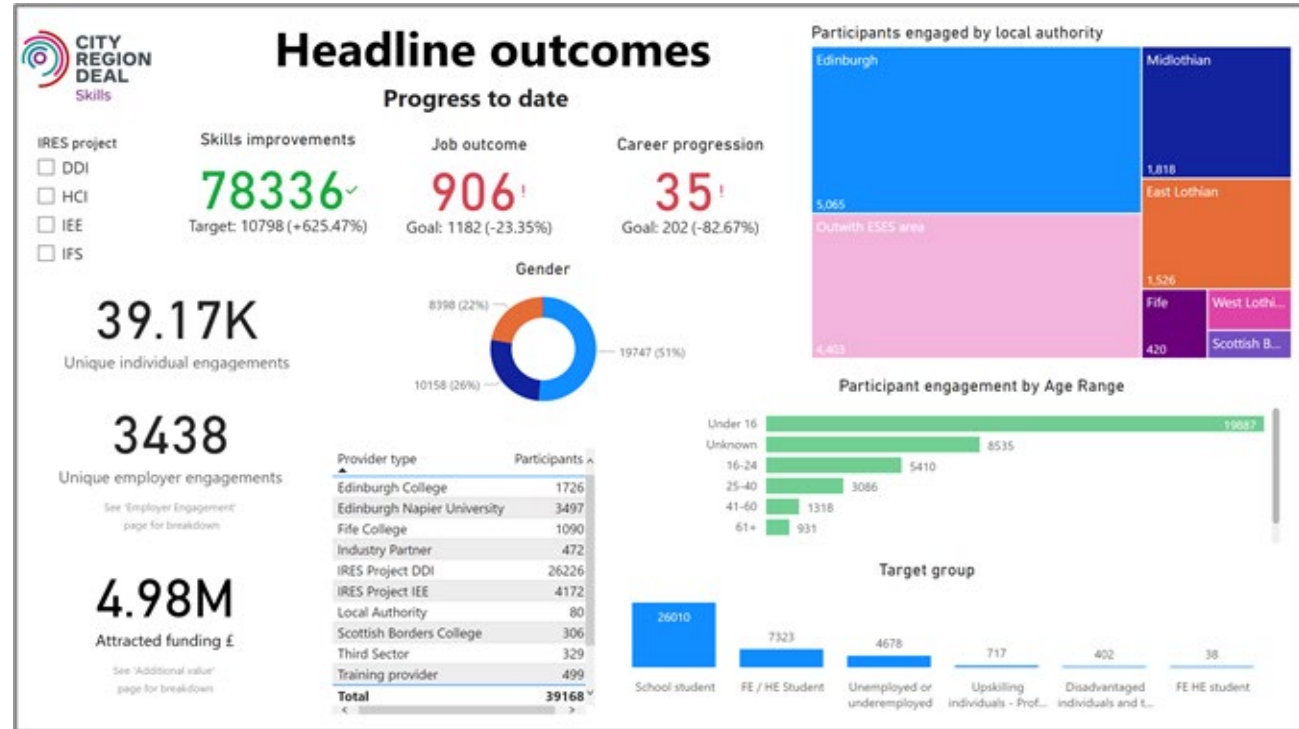 CITY
REGION
DEAL
Skills
Headline outcomes
Progress to date
IRES project
DDI
HCI
IEE
IFS
Skills improvements
78336
Target: 10798 (+625.47%)
Job outcome
906!
Goal: 1182 (-23.35%)
Career progression
35!
Goal: 202 (-82.67%)
39.17K
Unique individual engagements
3438
Unique employer engagements
See 'Employer Engagement'
page for breakdown
4.98M
Attracted funding £
See 'Additional value'
page for breakdown
Gender
8398 (22%)
19747 (51%)
10158 (26%)
Provider type Participants
Edinburgh College 1726
Edinburgh Napier University 3497
Fife College 1090
Industry Partner 472
IRES Project DDI 26226
IRES Project IEE 4172
Local Authority 80
Scottish Borders College 306
Third Sector 329
Training provider 499
Total 39168
Participants engaged by local authority
Edinburgh
5,065
Outwith ESES area
4,403
Midlothian
1,818
East Lothian
1,526
Fife
420
West Lothi...
Scottish B...
Participant engagement by Age Range
Under 16 19887
Unknown 8535
16-24 5410
25-40 3086
41-60 1318
61+ 931
Target group
26010
7323
4678
717
402
38
School student
FE / HE Student
Unemployed or
underemployed
Upskilling
individuals - Prof...
Disadvantaged
individuals and t...
FE HE student